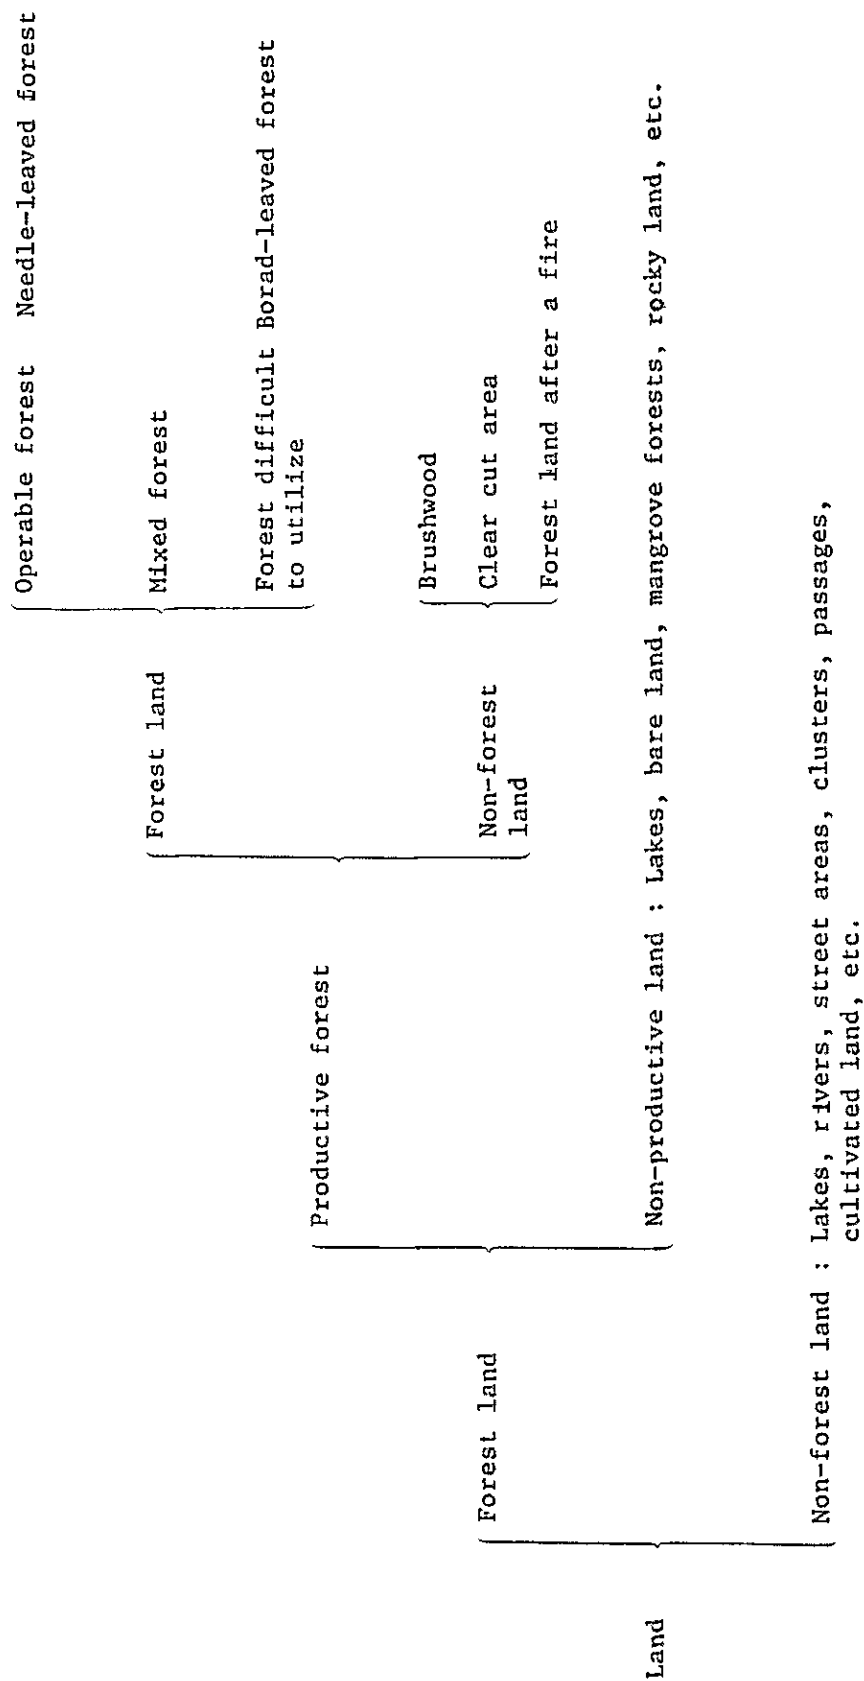 Operable forest Needle-leaved forest
Mixed forest
Forest difficult Borad-leaved forest
to utilize
Forest land
Brushwood
Clear cut area
Forest land after a fire
Non-forest
land
Productive forest
Non-productive land : Lakes, bare land, mangrove forests, rocky land, etc.
Forest land
Land
Non-forest land : Lakes, rivers, street areas, clusters, passages,
cultivated land, etc.